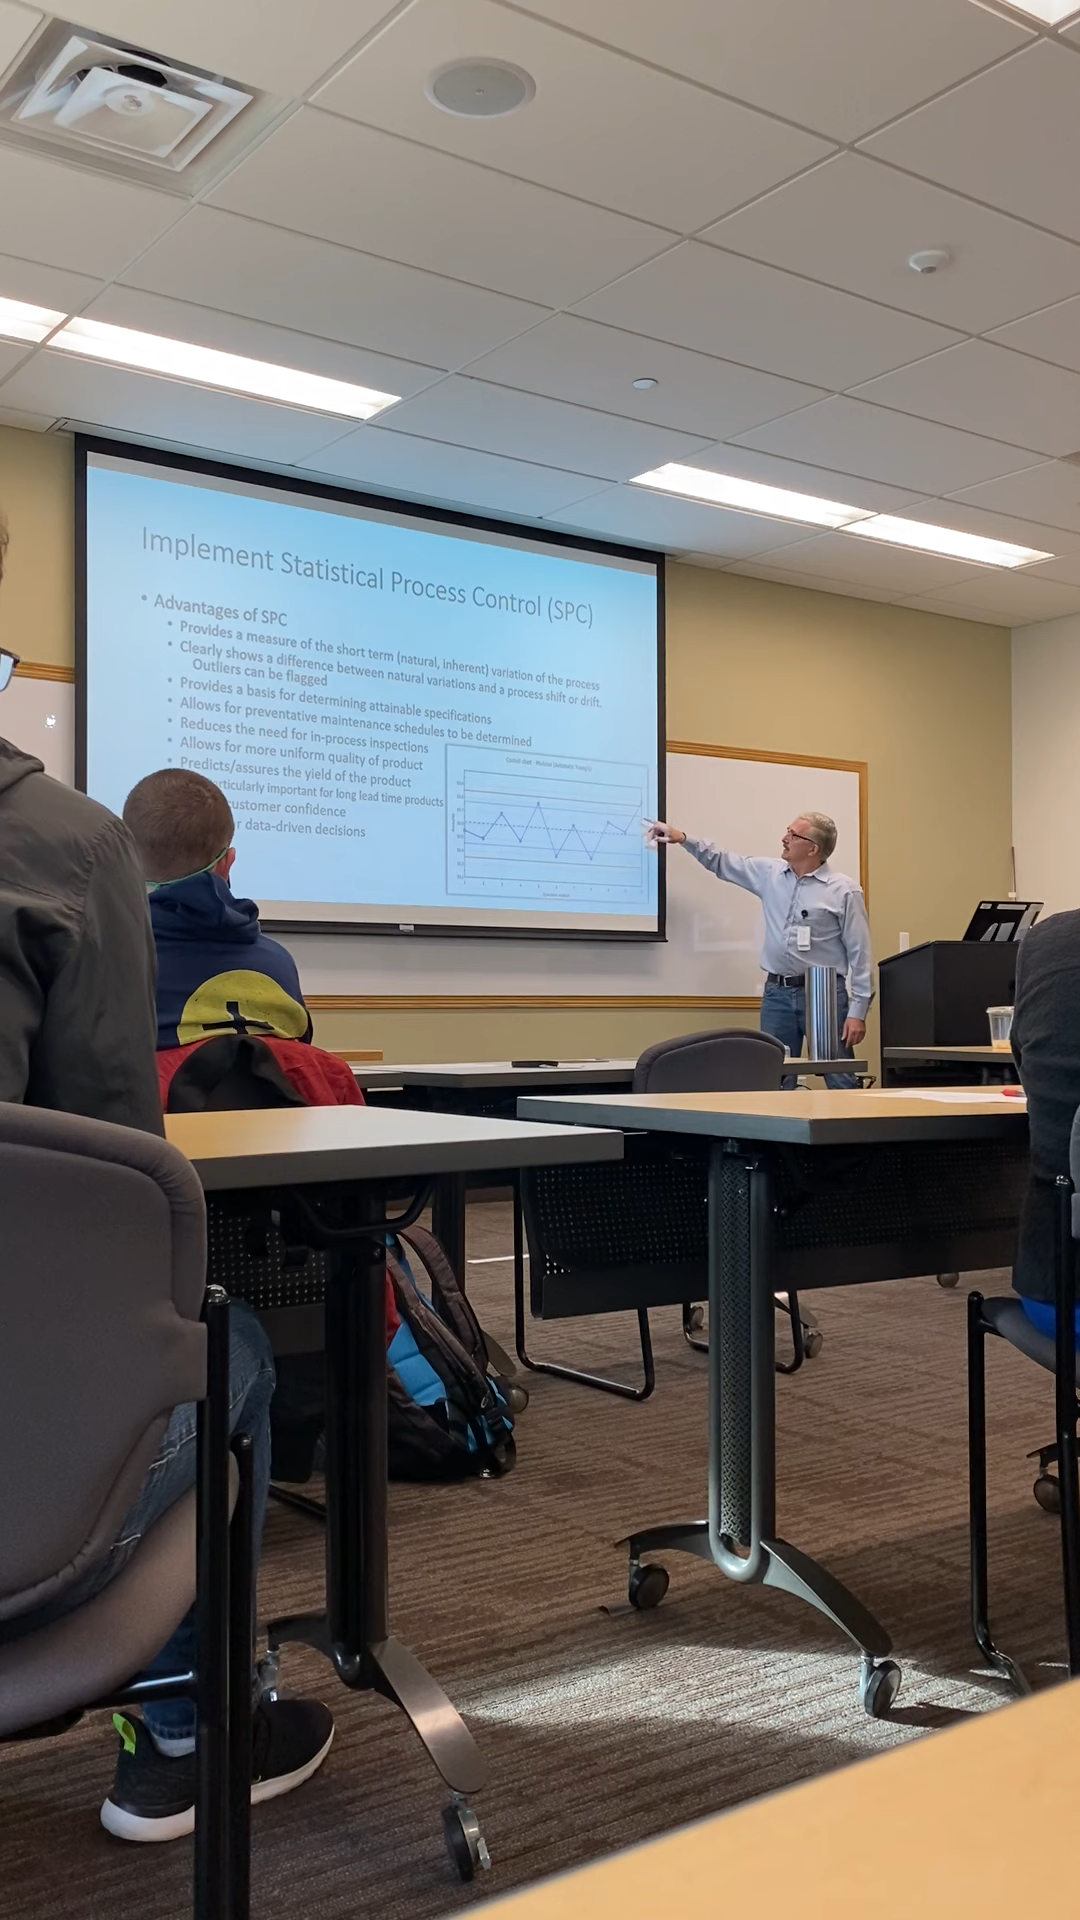 Implement Statistical Process Control (SPC)
• Advantages of SPC
• Provides a measure of the short term (natural, inherent) variation of the process
• Clearly shows a difference between natural variations and a process shift or drift.
Outliers can be flagged
• Provides a basis for determining attainable specifications
• Allows for preventative maintenance schedules to be determined
• Reduces the need for in-process inspections
• Allows for more uniform quality of product
• Predicts/assures the yield of the product
important for long lead time products
customer confidence
data-driven decisions
Control chart - Modulus